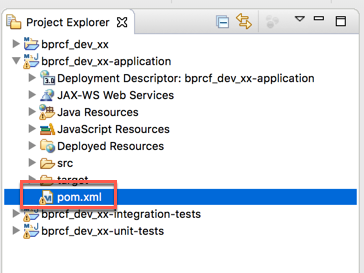 Project Explorer
bprcf_dev_xx
bprcf_dev_xx-application
Deployment Descriptor: bprcf_dev_xx-application
JAX-WS Web Services
Java Resources
JavaScript Resources
Deployed Resources
src
target
pom.xml
bprcf_dev_xx-integration-tests
bprcf_dev_xx-unit-tests